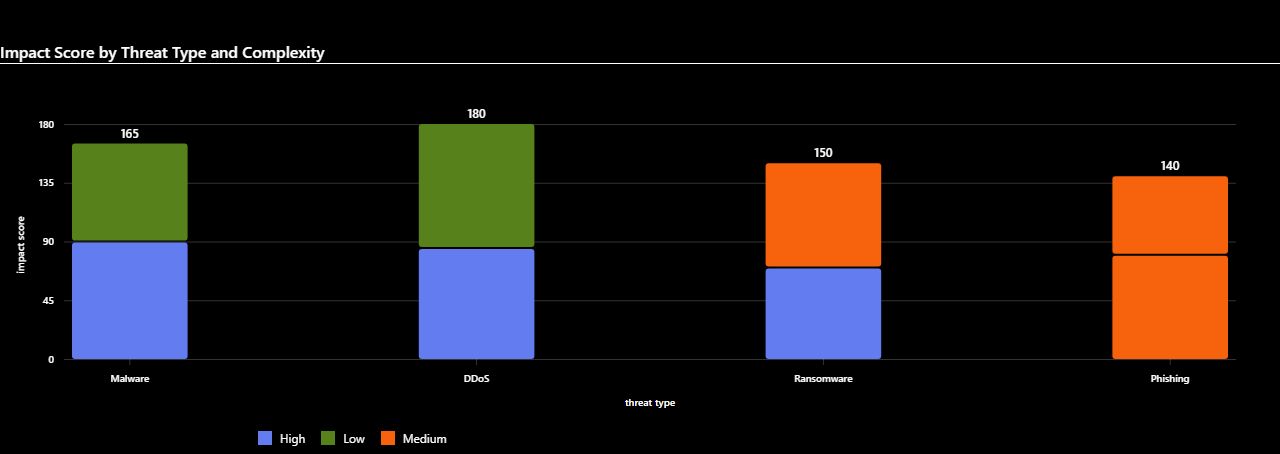 Impact Score by Threat Type and Complexity
180
165
180
150
140
135
90
45
0
impact score
Malware DDoS Ransomware Phishing
threat type
High Low Medium